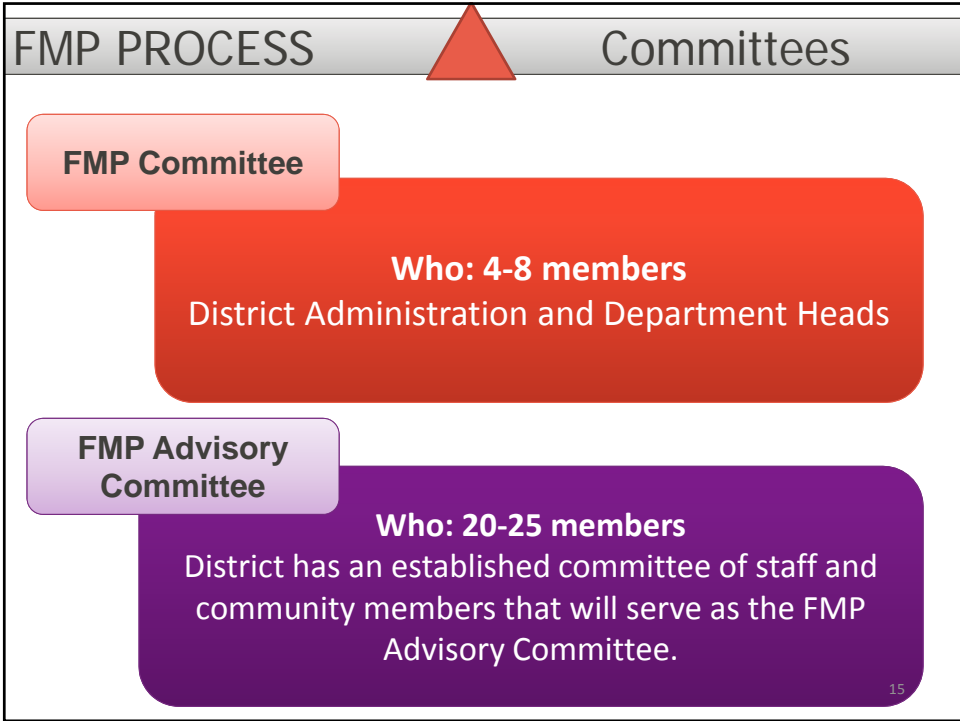 FMP PROCESS
Committees
FMP Committee
Who: 4-8 members
District Administration and Department Heads
FMP Advisory
Committee
Who: 20-25 members
District has an established committee of staff and
community members that will serve as the FMP
Advisory Committee.
15